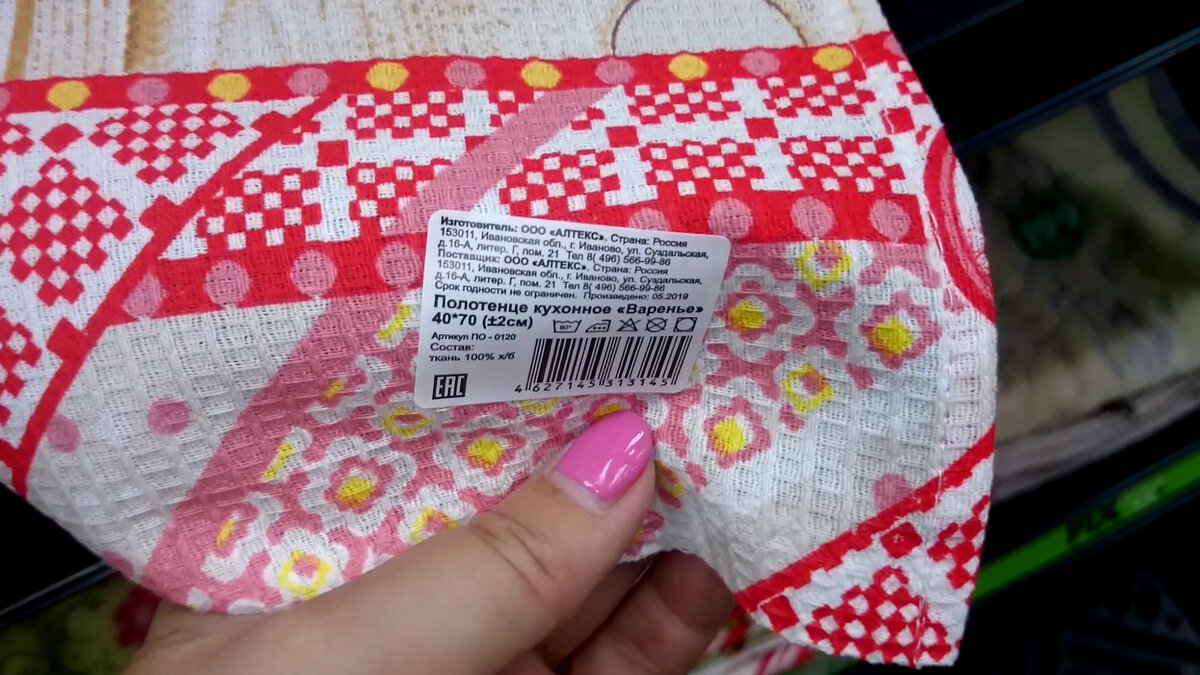 Изготовитель: ООО «АЛТЕКС». Страна: Россия
153011, Ивановская обл., г. Иваново, ул. Суздальская,
д.16-А, литер. Г, пом. 21 Тел 8( 496) 566-99-86
Поставщик: ООО «АЛТЕКС». Страна: Россия
153011, Ивановская обл., г. Иваново, ул. Суздальская,
д.16-А, литер. Г, пом. 21 Тел 8( 496) 566-99-86
Срок годности не ограничен. Произведено: 05.2019
Полотенце кухонное «Варенье»
40*70 (±2см)
60°
Артикул ПО - 0120
Состав:
ткань 100% х/б
EAC
4627145313145